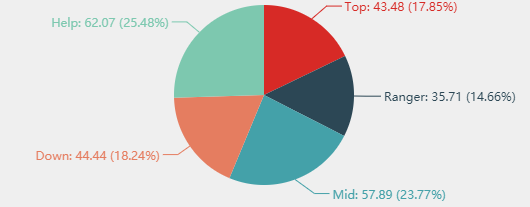 Top: 43.48 (17.85%)
Help: 62.07 (25.48%)
Ranger: 35.71 (14.66%)
Down: 44.44 (18.24%)
Mid: 57.89 (23.77%)